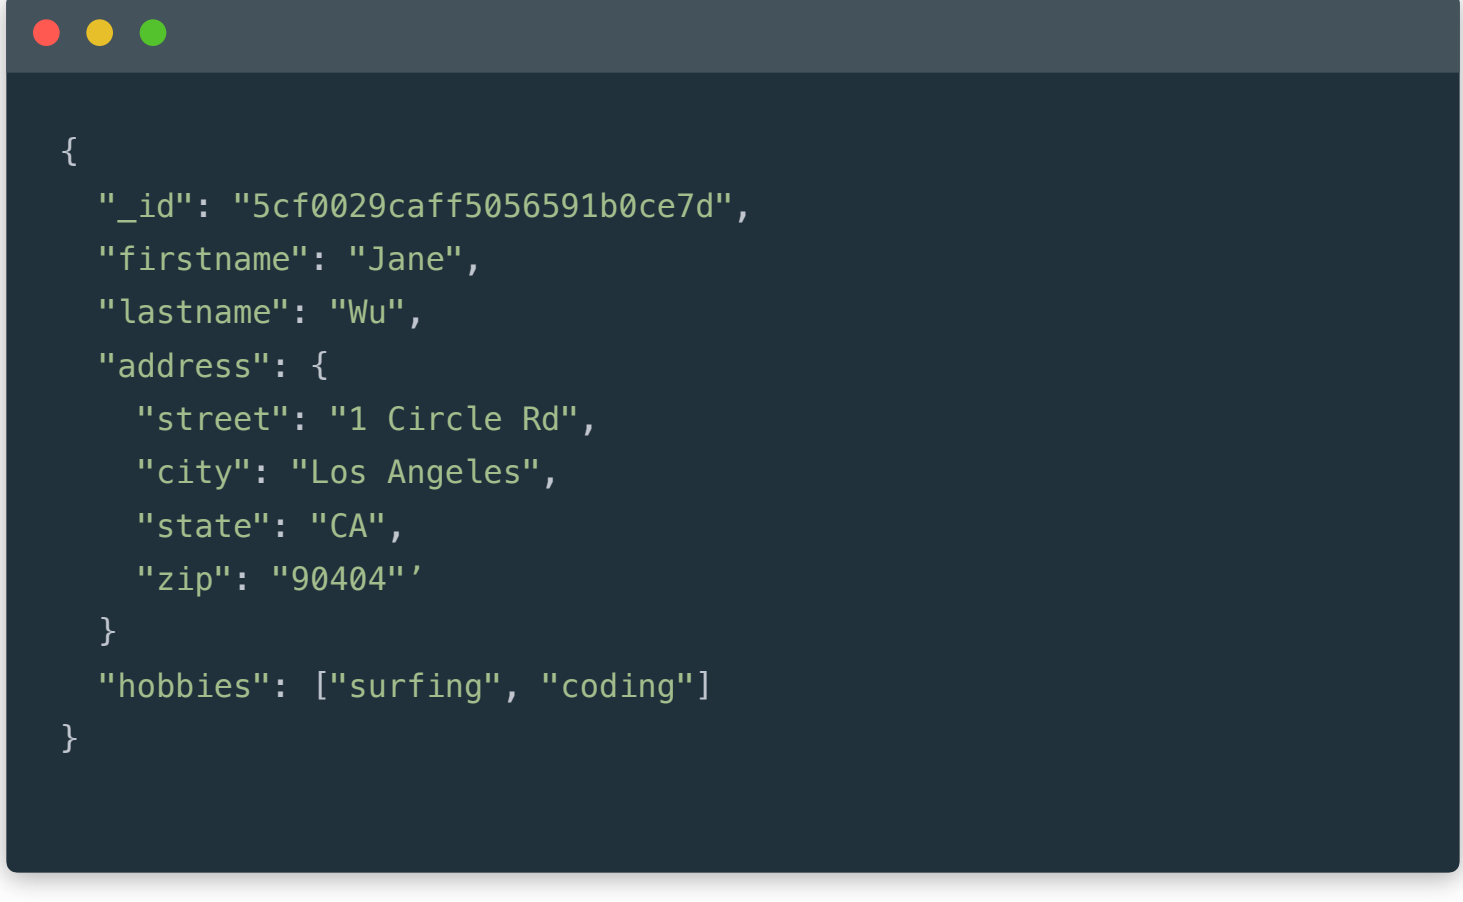 {
  "_id": "5cf0029caff5056591b0ce7d",
  "firstname": "Jane",
  "lastname": "Wu",
  "address": {
    "street": "1 Circle Rd",
    "city": "Los Angeles",
    "state": "CA",
    "zip": "90404"’
  }
  "hobbies": ["surfing", "coding"]
}